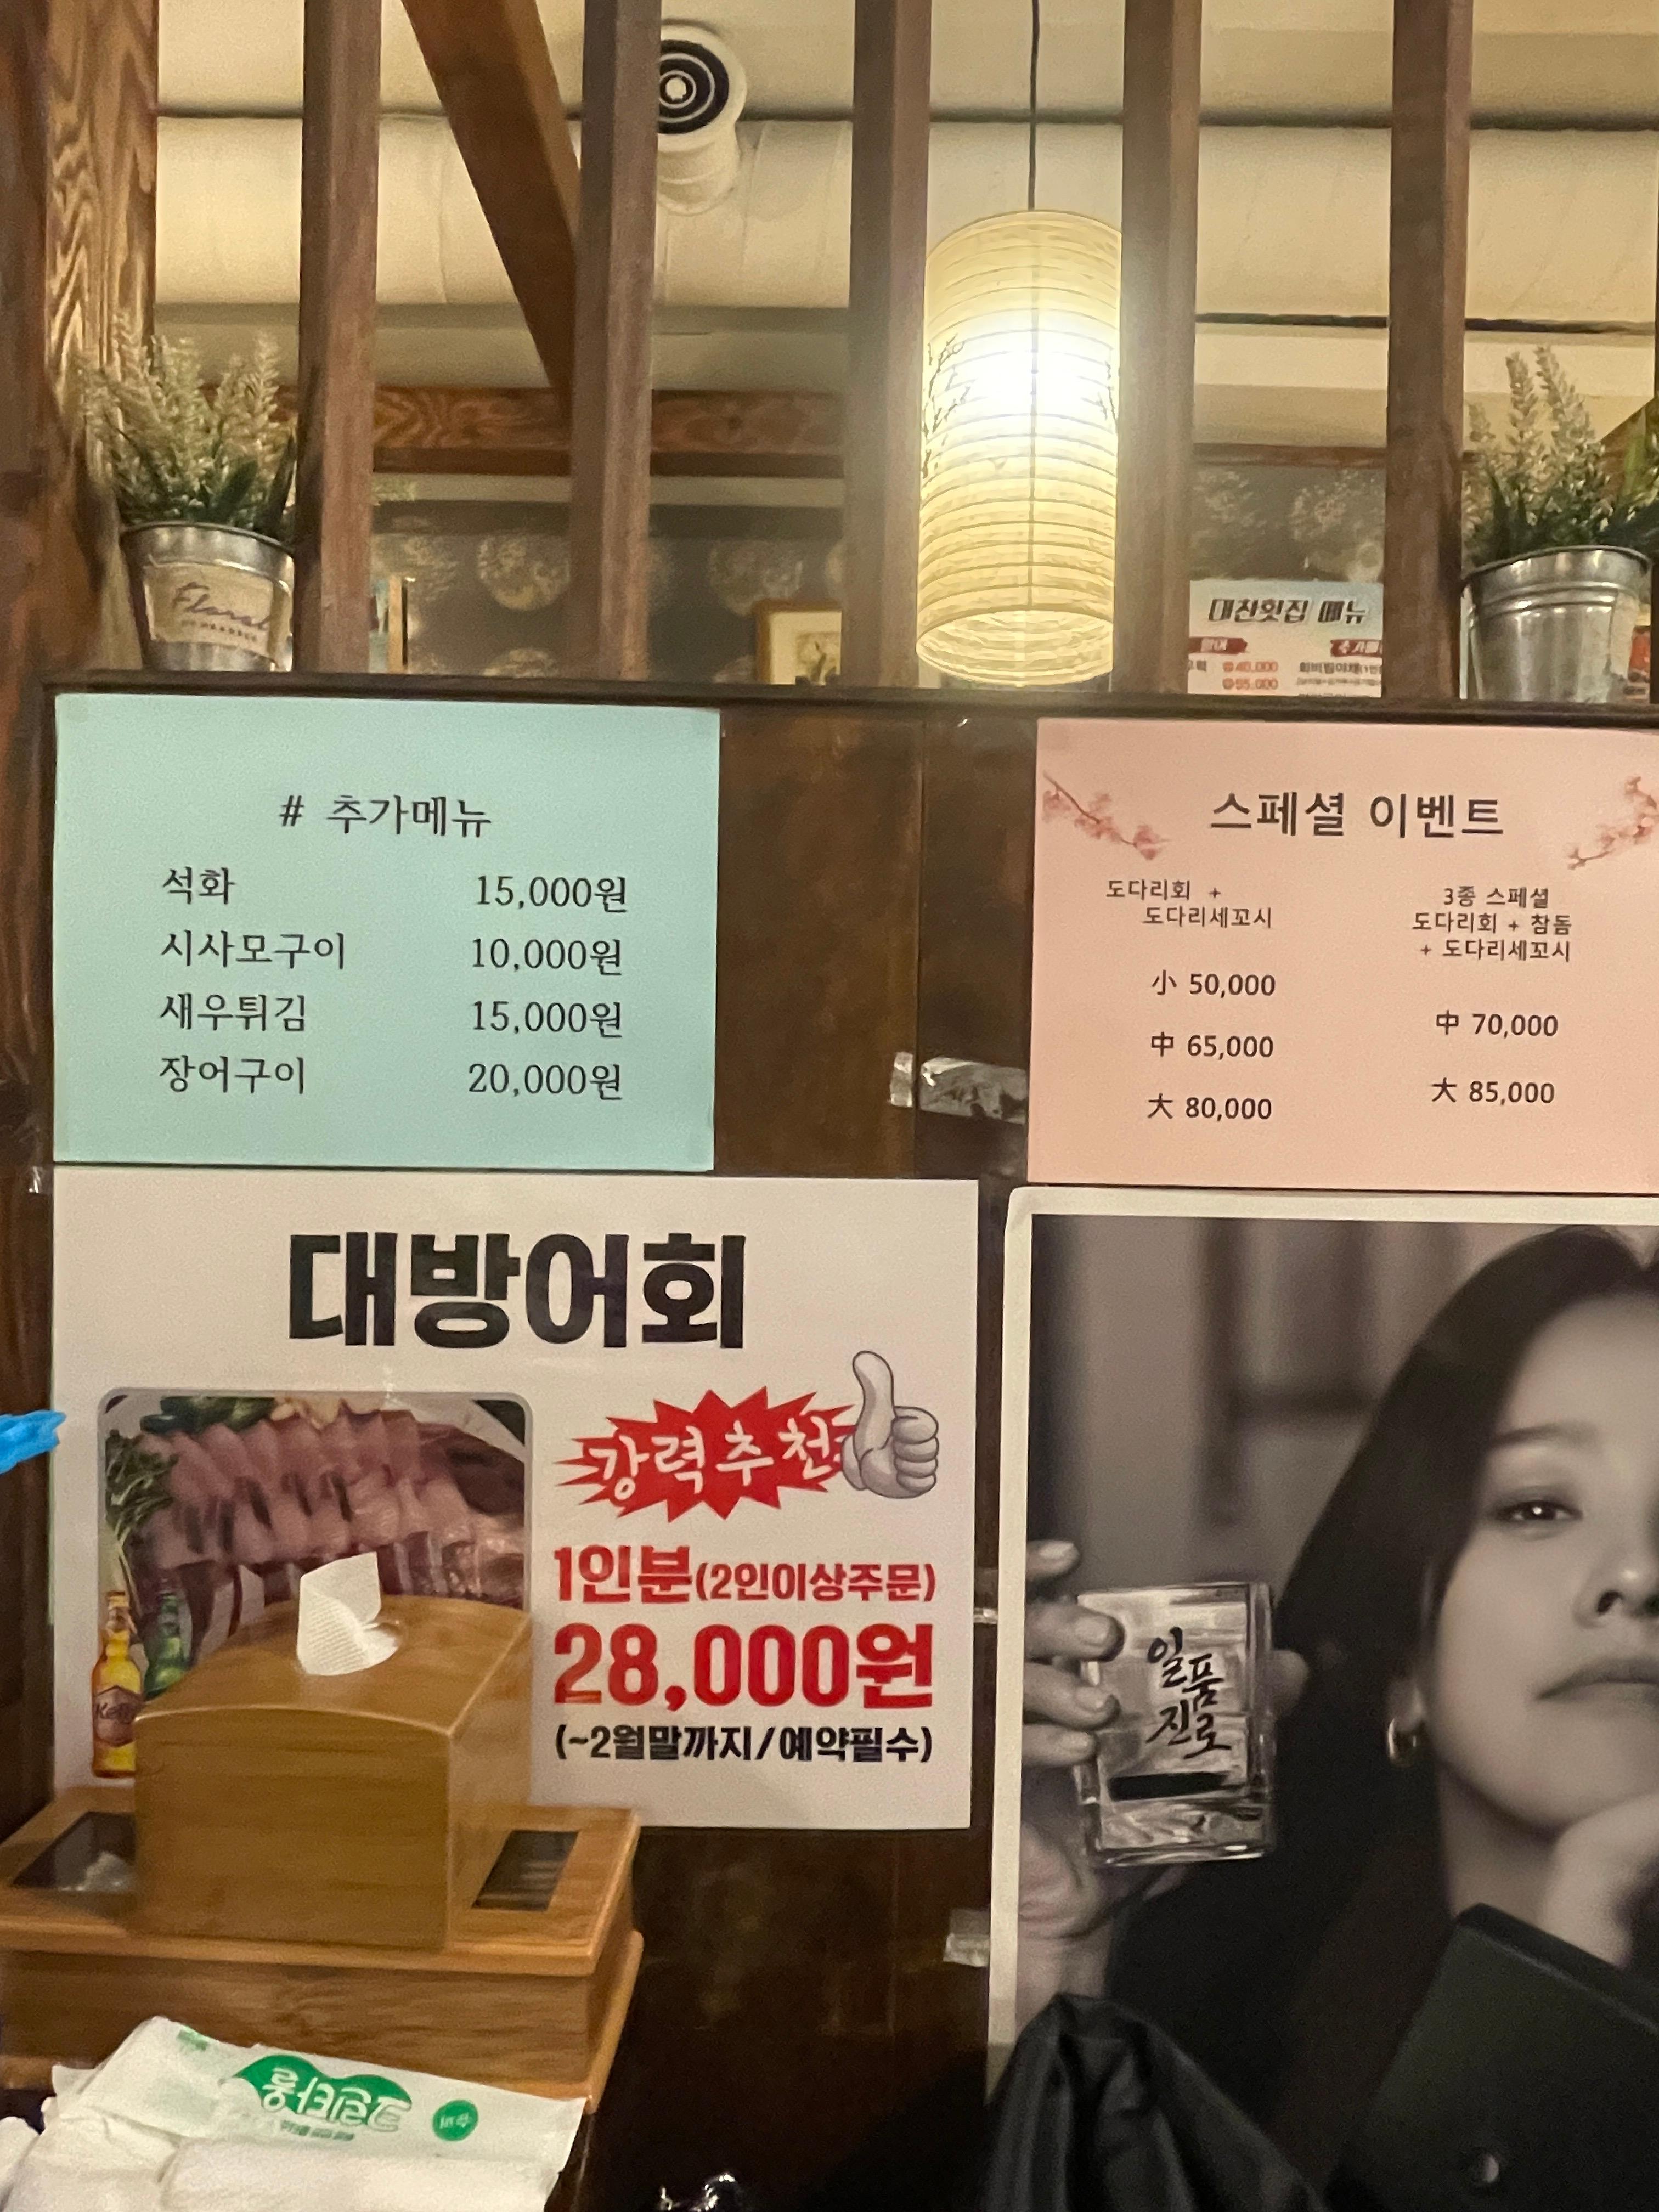 Floral
대진횟집 메뉴
40,000
95,000
# 추가메뉴
석화 15,000원
시사모구이 10,000원
새우튀김 15,000원
장어구이 20,000원
스페셜 이벤트
도다리회 +
도다리세꼬시
小 50,000
中 65,000
大 80,000
3종 스페셜
도다리회 + 참돔
+ 도다리세꼬시
中 70,000
大 85,000
대방어회
강력추천
1인분(2인이상주문)
28,000원
(~2월말까지/예약필수)
Kelly
일품
진로